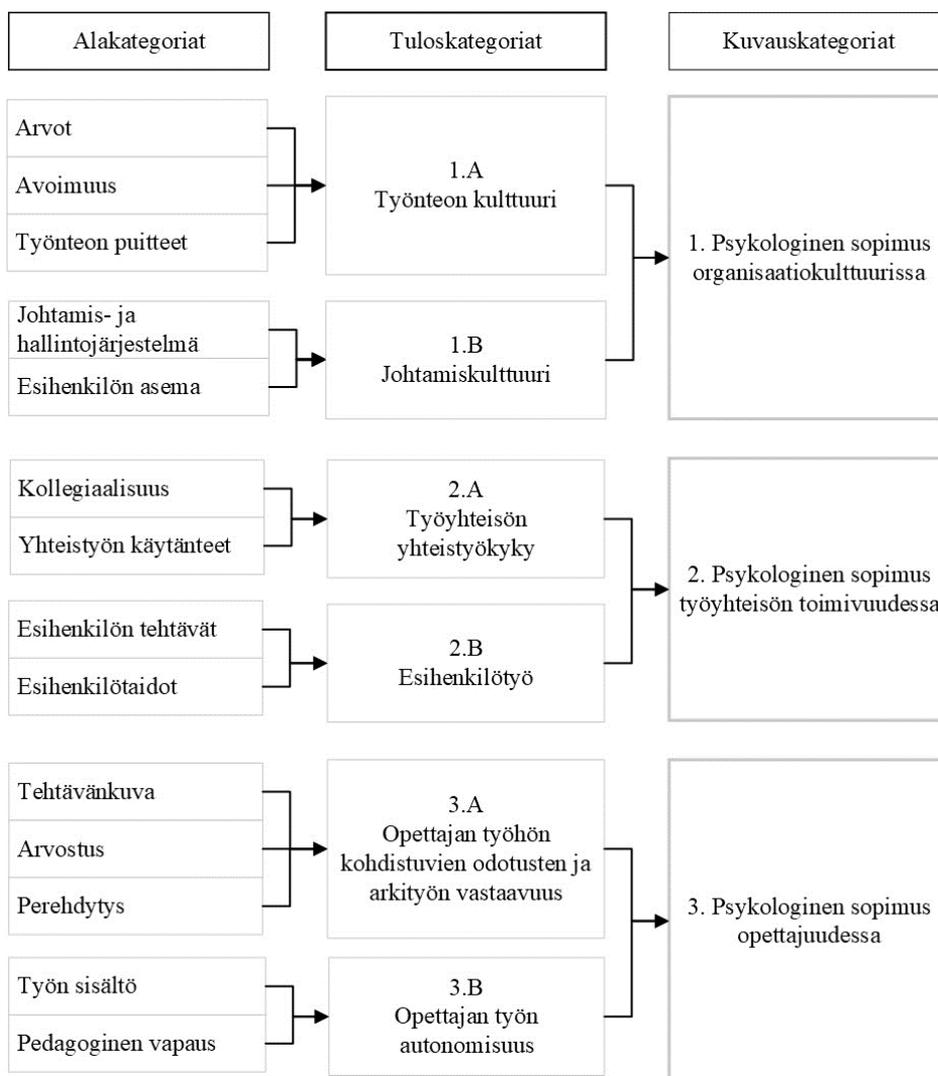 Alakategoriat
Tuloskategoriat
Kuvauskategoriat
Arvot
Avoimuus
Työnteon puitteet
1.A
Työnteon kulttuuri
Johtamis- ja
hallintojärjestelmä
Esihenkilön asema
1.B
Johtamiskulttuuri
1. Psykologinen sopimus
organisaatiokulttuurissa
Kollegiaalisuus
Yhteistyön käytänteet
2.A
Työyhteisön
yhteistyökyky
Esihenkilön tehtävät
Esihenkilötaidot
2.B
Esihenkilötyö
2. Psykologinen sopimus
työyhteisön toimivuudessa
Tehtävänkuva
Arvostus
Perehdytys
3.A
Opettajan työhön
kohdistuvien odotusten ja
arkityön vastaavuus
Työn sisältö
Pedagoginen vapaus
3.B
Opettajan työn
autonomisuus
3. Psykologinen sopimus
opettajuudessa